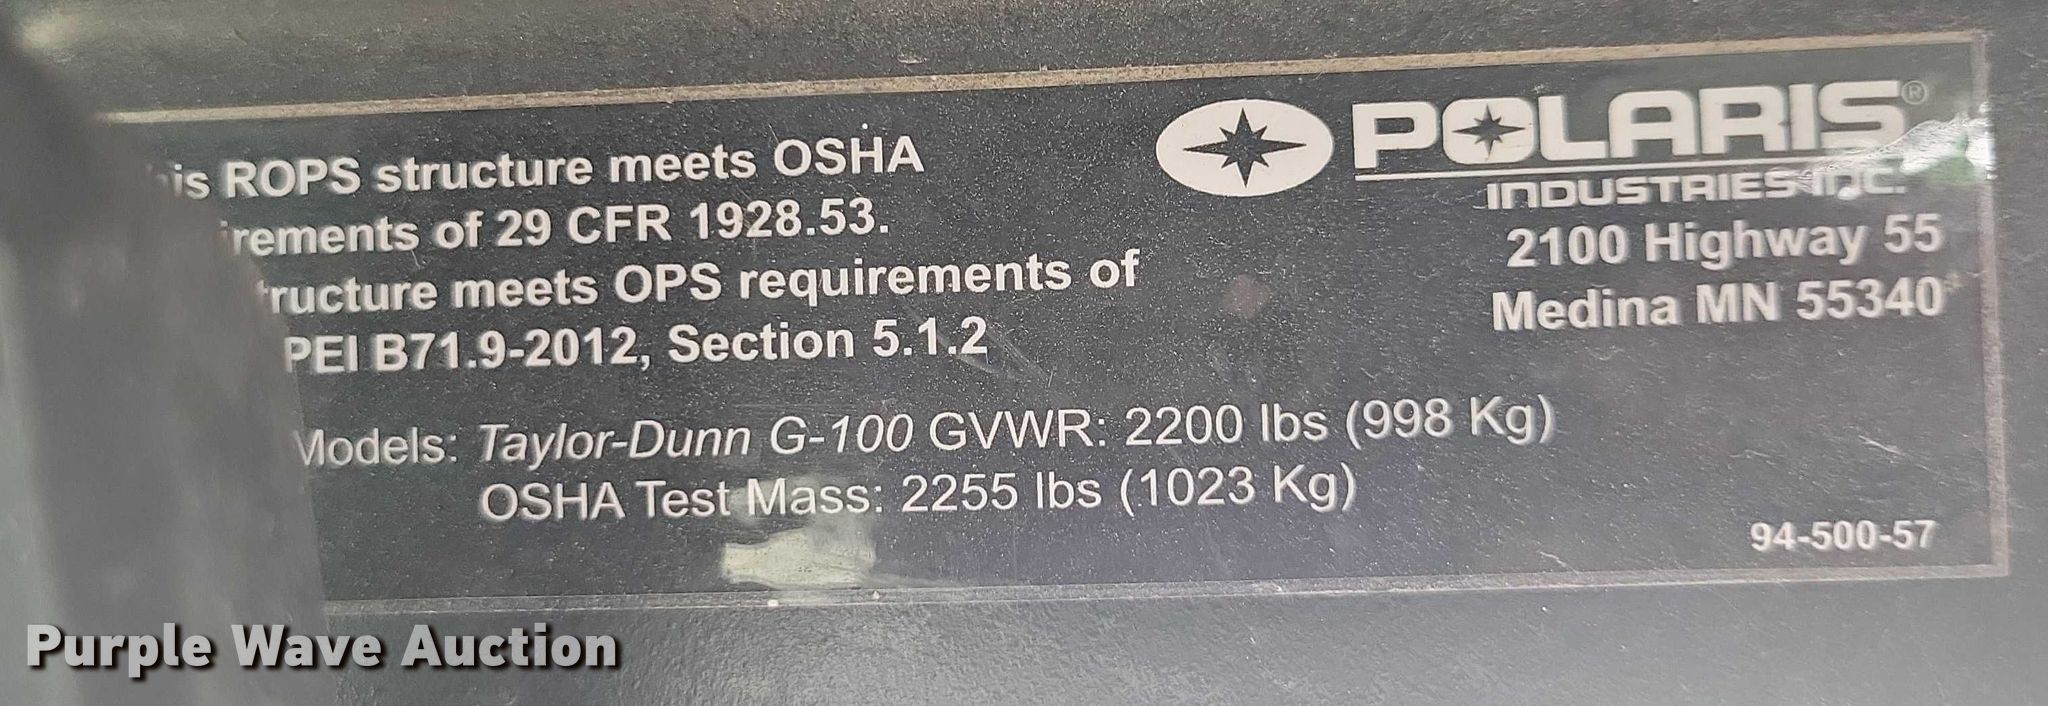 is ROPS structure meets OSHA
rements of 29 CFR 1928.53.
ructure meets OPS requirements of
PEI B71.9-2012, Section 5.1.2
Models: Taylor-Dunn G-100 GVWR: 2200 lbs (998 Kg)
OSHA Test Mass: 2255 lbs (1023 Kg)
POLARIS®
INDUSTRIES INC.
2100 Highway 55
Medina MN 55340
94-500-57
Purple Wave Auction